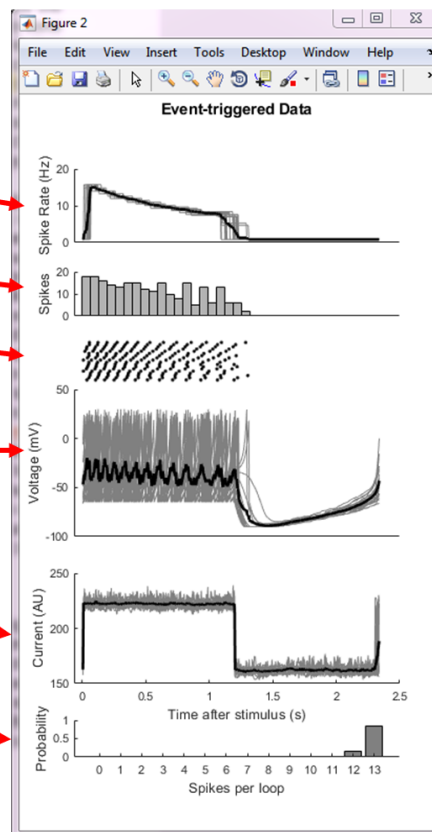 Figure 2
File Edit View Insert Tools Desktop Window Help
Event-triggered Data
Spike Rate (Hz)
20
10
0
Spikes
20
10
0
Voltage (mV)
50
0
-50
-100
Current (AU)
250
200
150
0 0.5 1 1.5 2 2.5
Time after stimulus (s)
Probability
1
0.5
0
0 1 2 3 4 5 6 7 8 9 10 11 12 13
Spikes per loop